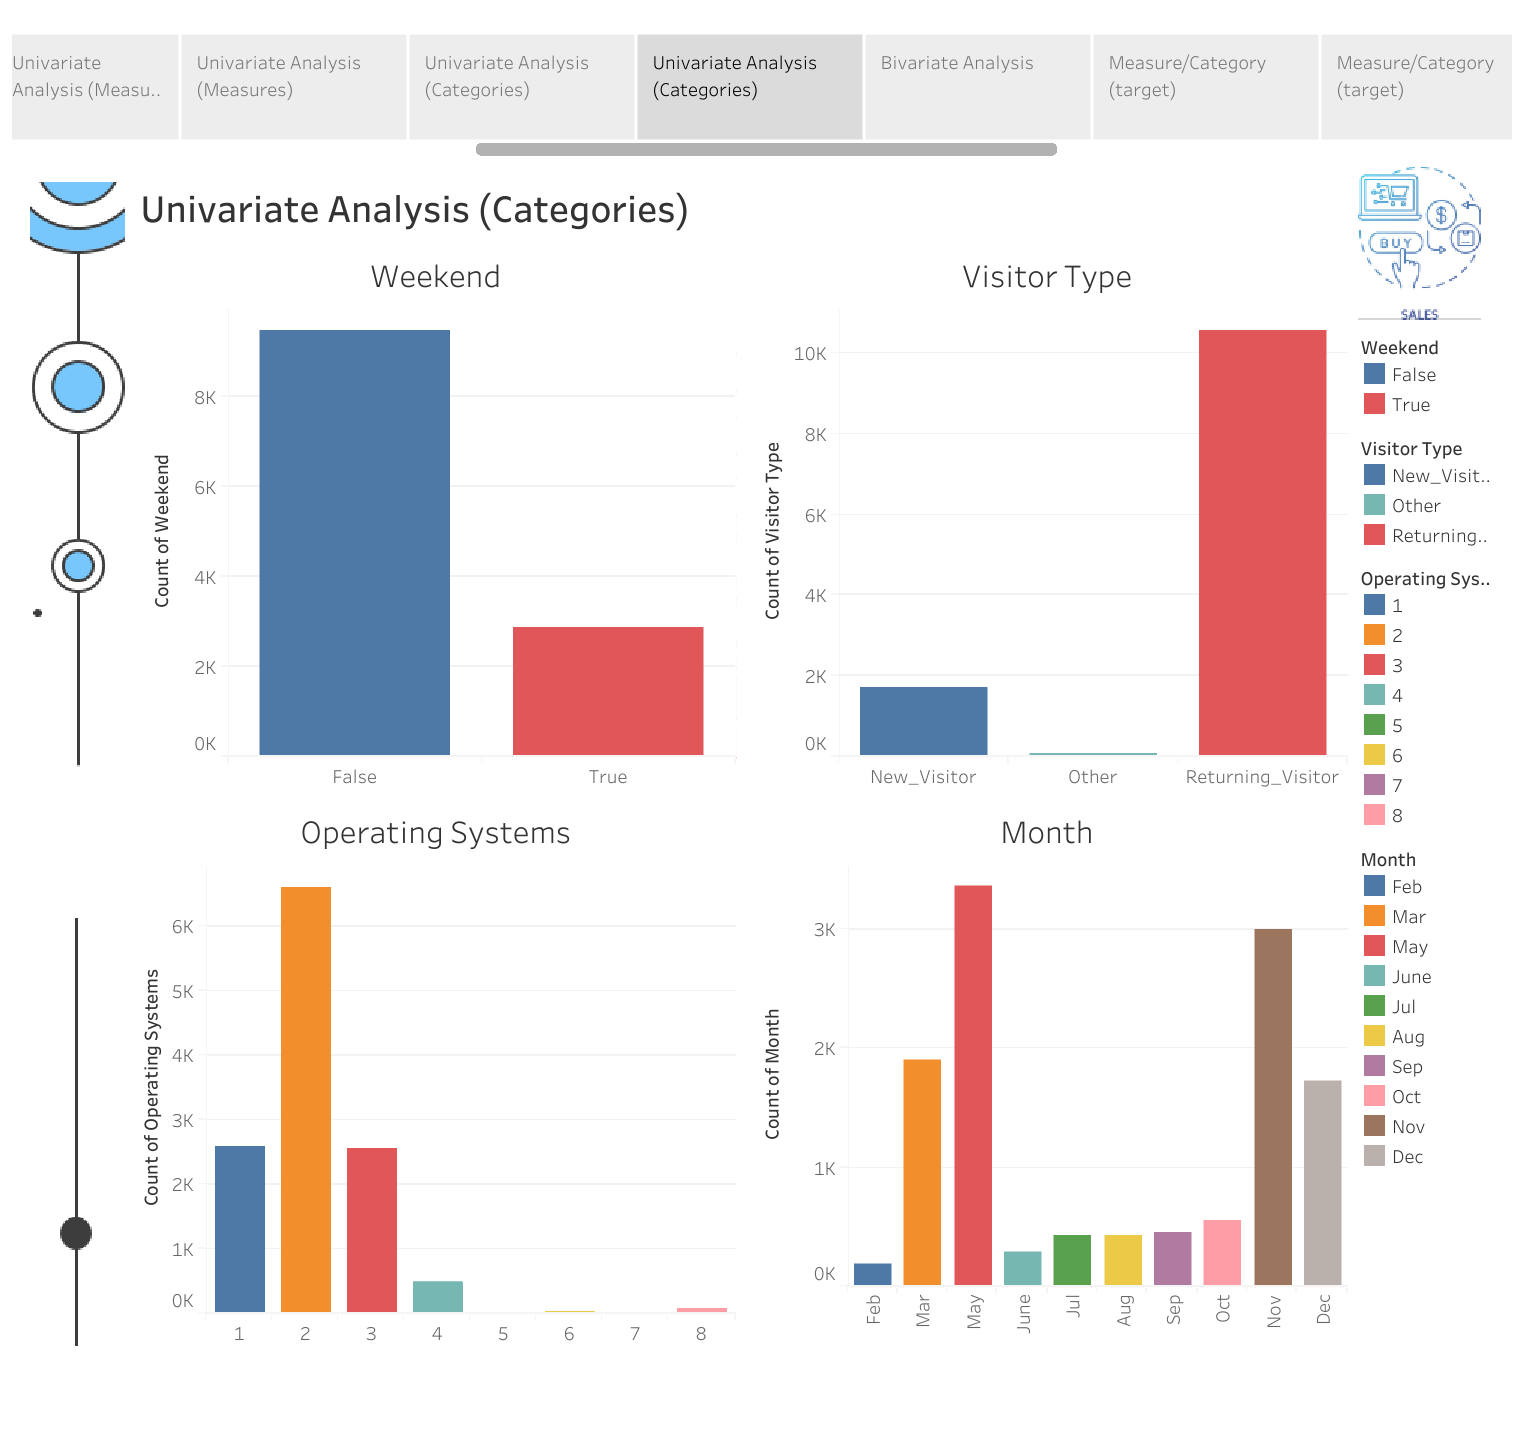 Univariate
Analysis (Measu..
Univariate Analysis
(Measures)
Univariate Analysis
(Categories)
Univariate Analysis
(Categories)
Bivariate Analysis
Measure/Category
(target)
Measure/Category
(target)
Univariate Analysis (Categories)
BUY
$
SALES
Weekend
Count of Weekend
8K
6K
4K
2K
0K
False
True
Visitor Type
Count of Visitor Type
10K
8K
6K
4K
2K
0K
New_Visitor
Other
Returning_Visitor
Weekend
False
True
Visitor Type
New_Visit..
Other
Returning..
Operating Sys..
1
2
3
4
5
6
7
8
Month
Feb
Mar
May
June
Jul
Aug
Sep
Oct
Nov
Dec
Operating Systems
Count of Operating Systems
6K
5K
4K
3K
2K
1K
0K
1
2
3
4
5
6
7
8
Month
Count of Month
3K
2K
1K
0K
Feb
Mar
May
June
Jul
Aug
Sep
Oct
Nov
Dec